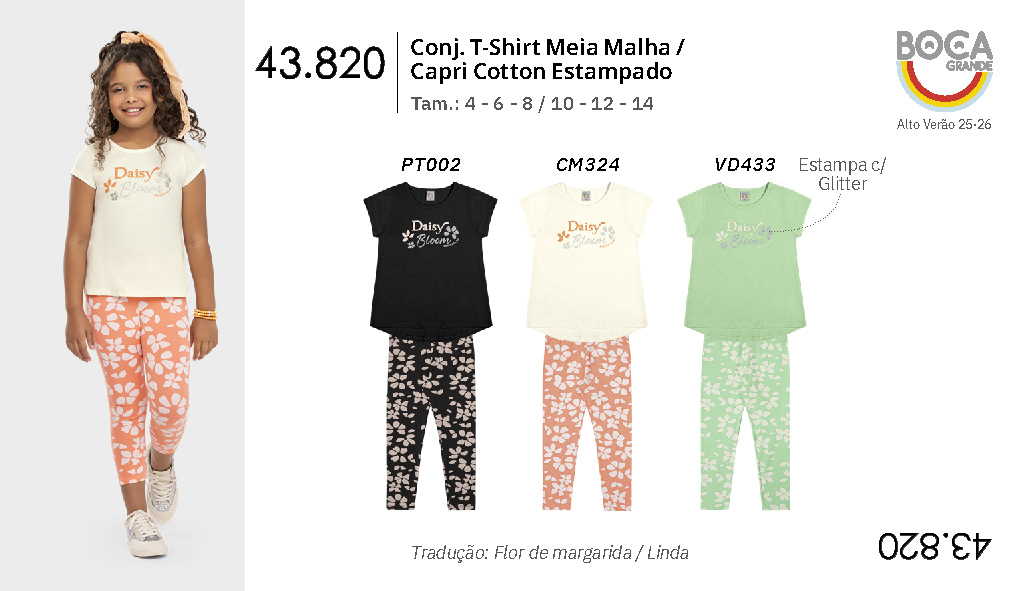 43.820
Conj. T-Shirt Meia Malha /
Capri Cotton Estampado
Tam.: 4 - 6 - 8 / 10 - 12 - 14
BOCA
GRANDE
Alto Verão 25-26
PT002
CM324
VD433
Estampa c/
Glitter
Daisy
Bloom
Daisy
Bloom
Daisy
Bloom
Daisy
Bloom
Tradução: Flor de margarida / Linda
43.820